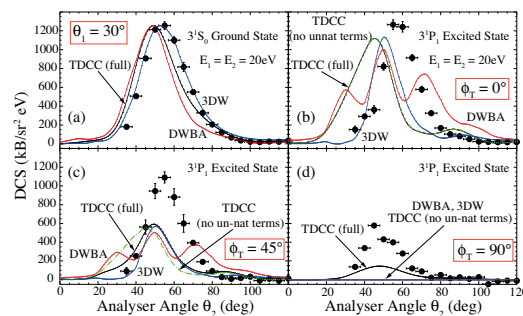 DCS (kB/sr² eV)
1200
1000
800
600
400
200
0
θ₁ = 30°
3¹S₀ Ground State
E₁ = E₂ = 20eV
TDCC
(full)
3DW
DWBA
(a)
TDCC
(no unnat terms)
3¹P₁ Excited State
E₁ = E₂ = 20eV
TDCC (full)
ϕ_T = 0°
DWBA
3DW
(b)
1200
1000
800
600
400
200
0
(c)
3¹P₁ Excited State
TDCC
(full)
TDCC
(no un-nat terms)
DWBA
3DW
ϕ_T = 45°
(d)
3¹P₁ Excited State
DWBA, 3DW
TDCC (no un-nat terms)
TDCC
(full)
ϕ_T = 90°
0 20 40 60 80 100
0 20 40 60 80 100 120
Analyser Angle θ₂ (deg)
Analyser Angle θ₂ (deg)